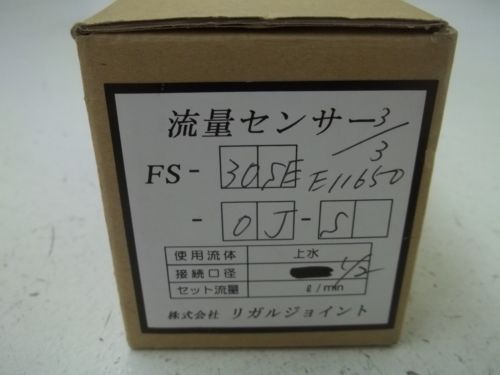 流量センサー 3/3
FS- 30SE E11650
- 0J-S
使用流体 上水
接続口径 1/2
セット流量 ℓ/min
株式会社 リガルジョイント